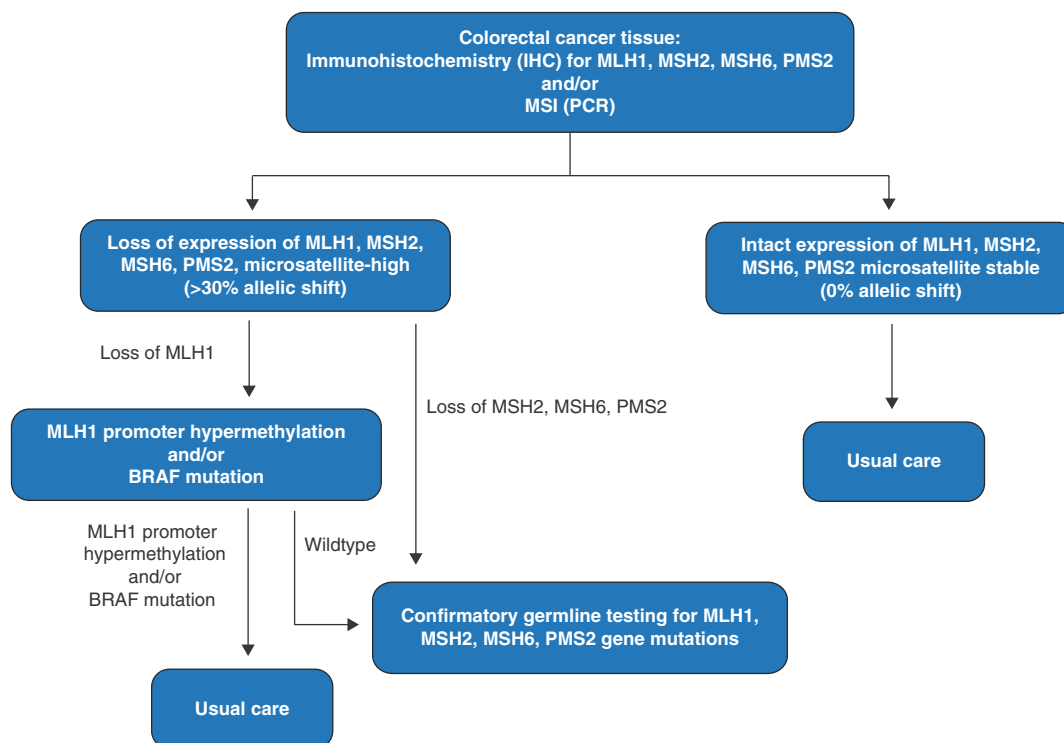 Colorectal cancer tissue:
Immunohistochemistry (IHC) for MLH1, MSH2, MSH6, PMS2
and/or
MSI (PCR)
Loss of expression of MLH1, MSH2,
MSH6, PMS2, microsatellite-high
(>30% allelic shift)
Intact expression of MLH1, MSH2,
MSH6, PMS2 microsatellite stable
(0% allelic shift)
Loss of MLH1
Loss of MSH2, MSH6, PMS2
MLH1 promoter hypermethylation
and/or
BRAF mutation
Usual care
MLH1 promoter
hypermethylation
and/or
BRAF mutation
Wildtype
Confirmatory germline testing for MLH1,
MSH2, MSH6, PMS2 gene mutations
Usual care